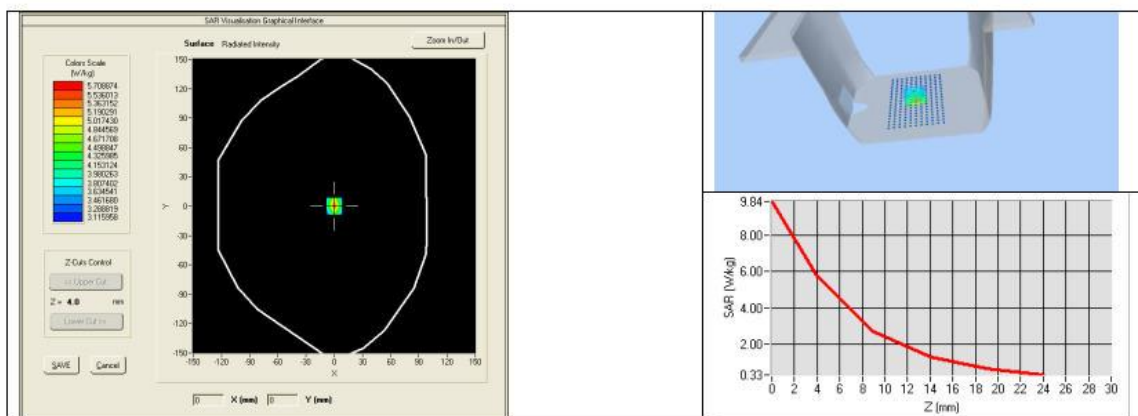 SAR Visualisation Graphical Interface
Surface Radiated Intensity
Zoom In/Out
Colors Scale
(W/kg)
5.708874
5.536013
5.363152
5.190291
5.017430
4.844569
4.671708
4.498847
4.325985
4.153124
3.980263
3.807402
3.634541
3.461680
3.288819
3.115958
Z-Cuts Control
<< Upper Cut
Z = 4.0 mm
Lower Cut >>
SAVE Cancel
150
120
90
60
30
0
-30
-60
-90
-120
-150
Y
-150 -120 -90 -60 -30 0 30 60 90 120 150
X
0 X (mm) 0 Y (mm)
9.84
8.00
6.00
4.00
2.00
0.33
SAR (W/kg)
0 2 4 6 8 10 12 14 16 18 20 22 24 26 28 30
Z (mm)